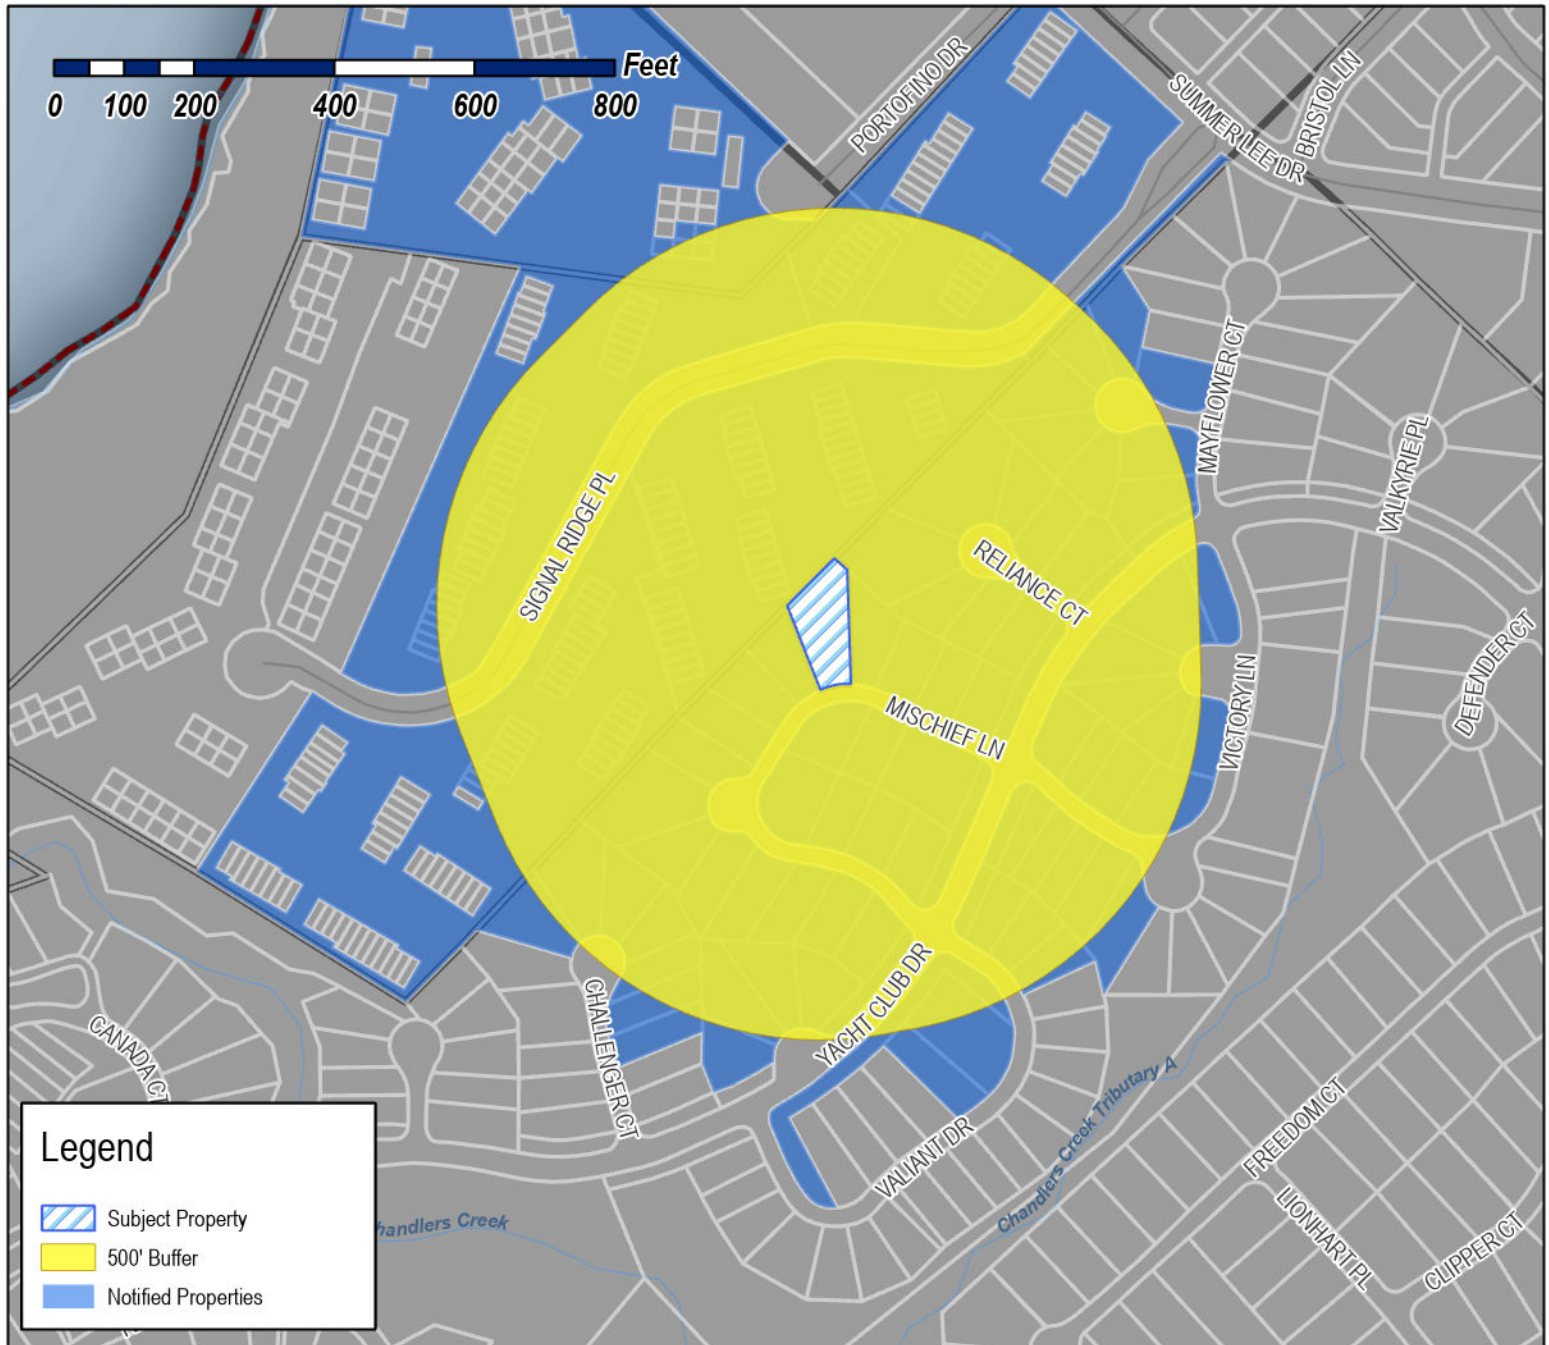 Feet
0 100 200 400 600 800
PORTOFINO DR
SUMMER LEE DR
BRISTOL LN
MAYFLOWER CT
VALKYRIE PL
SIGNAL RIDGE PL
RELIANCE CT
DEFENDER CT
MISCHIEF LN
VICTORY LN
YACHT CLUB DR
CHALLENGER CT
CANADA CT
VALIANT DR
Chandlers Creek Tributary A
FREEDOM CT
LIONHART PL
CLIPPER CT
handlers Creek
Legend
Subject Property
500' Buffer
Notified Properties